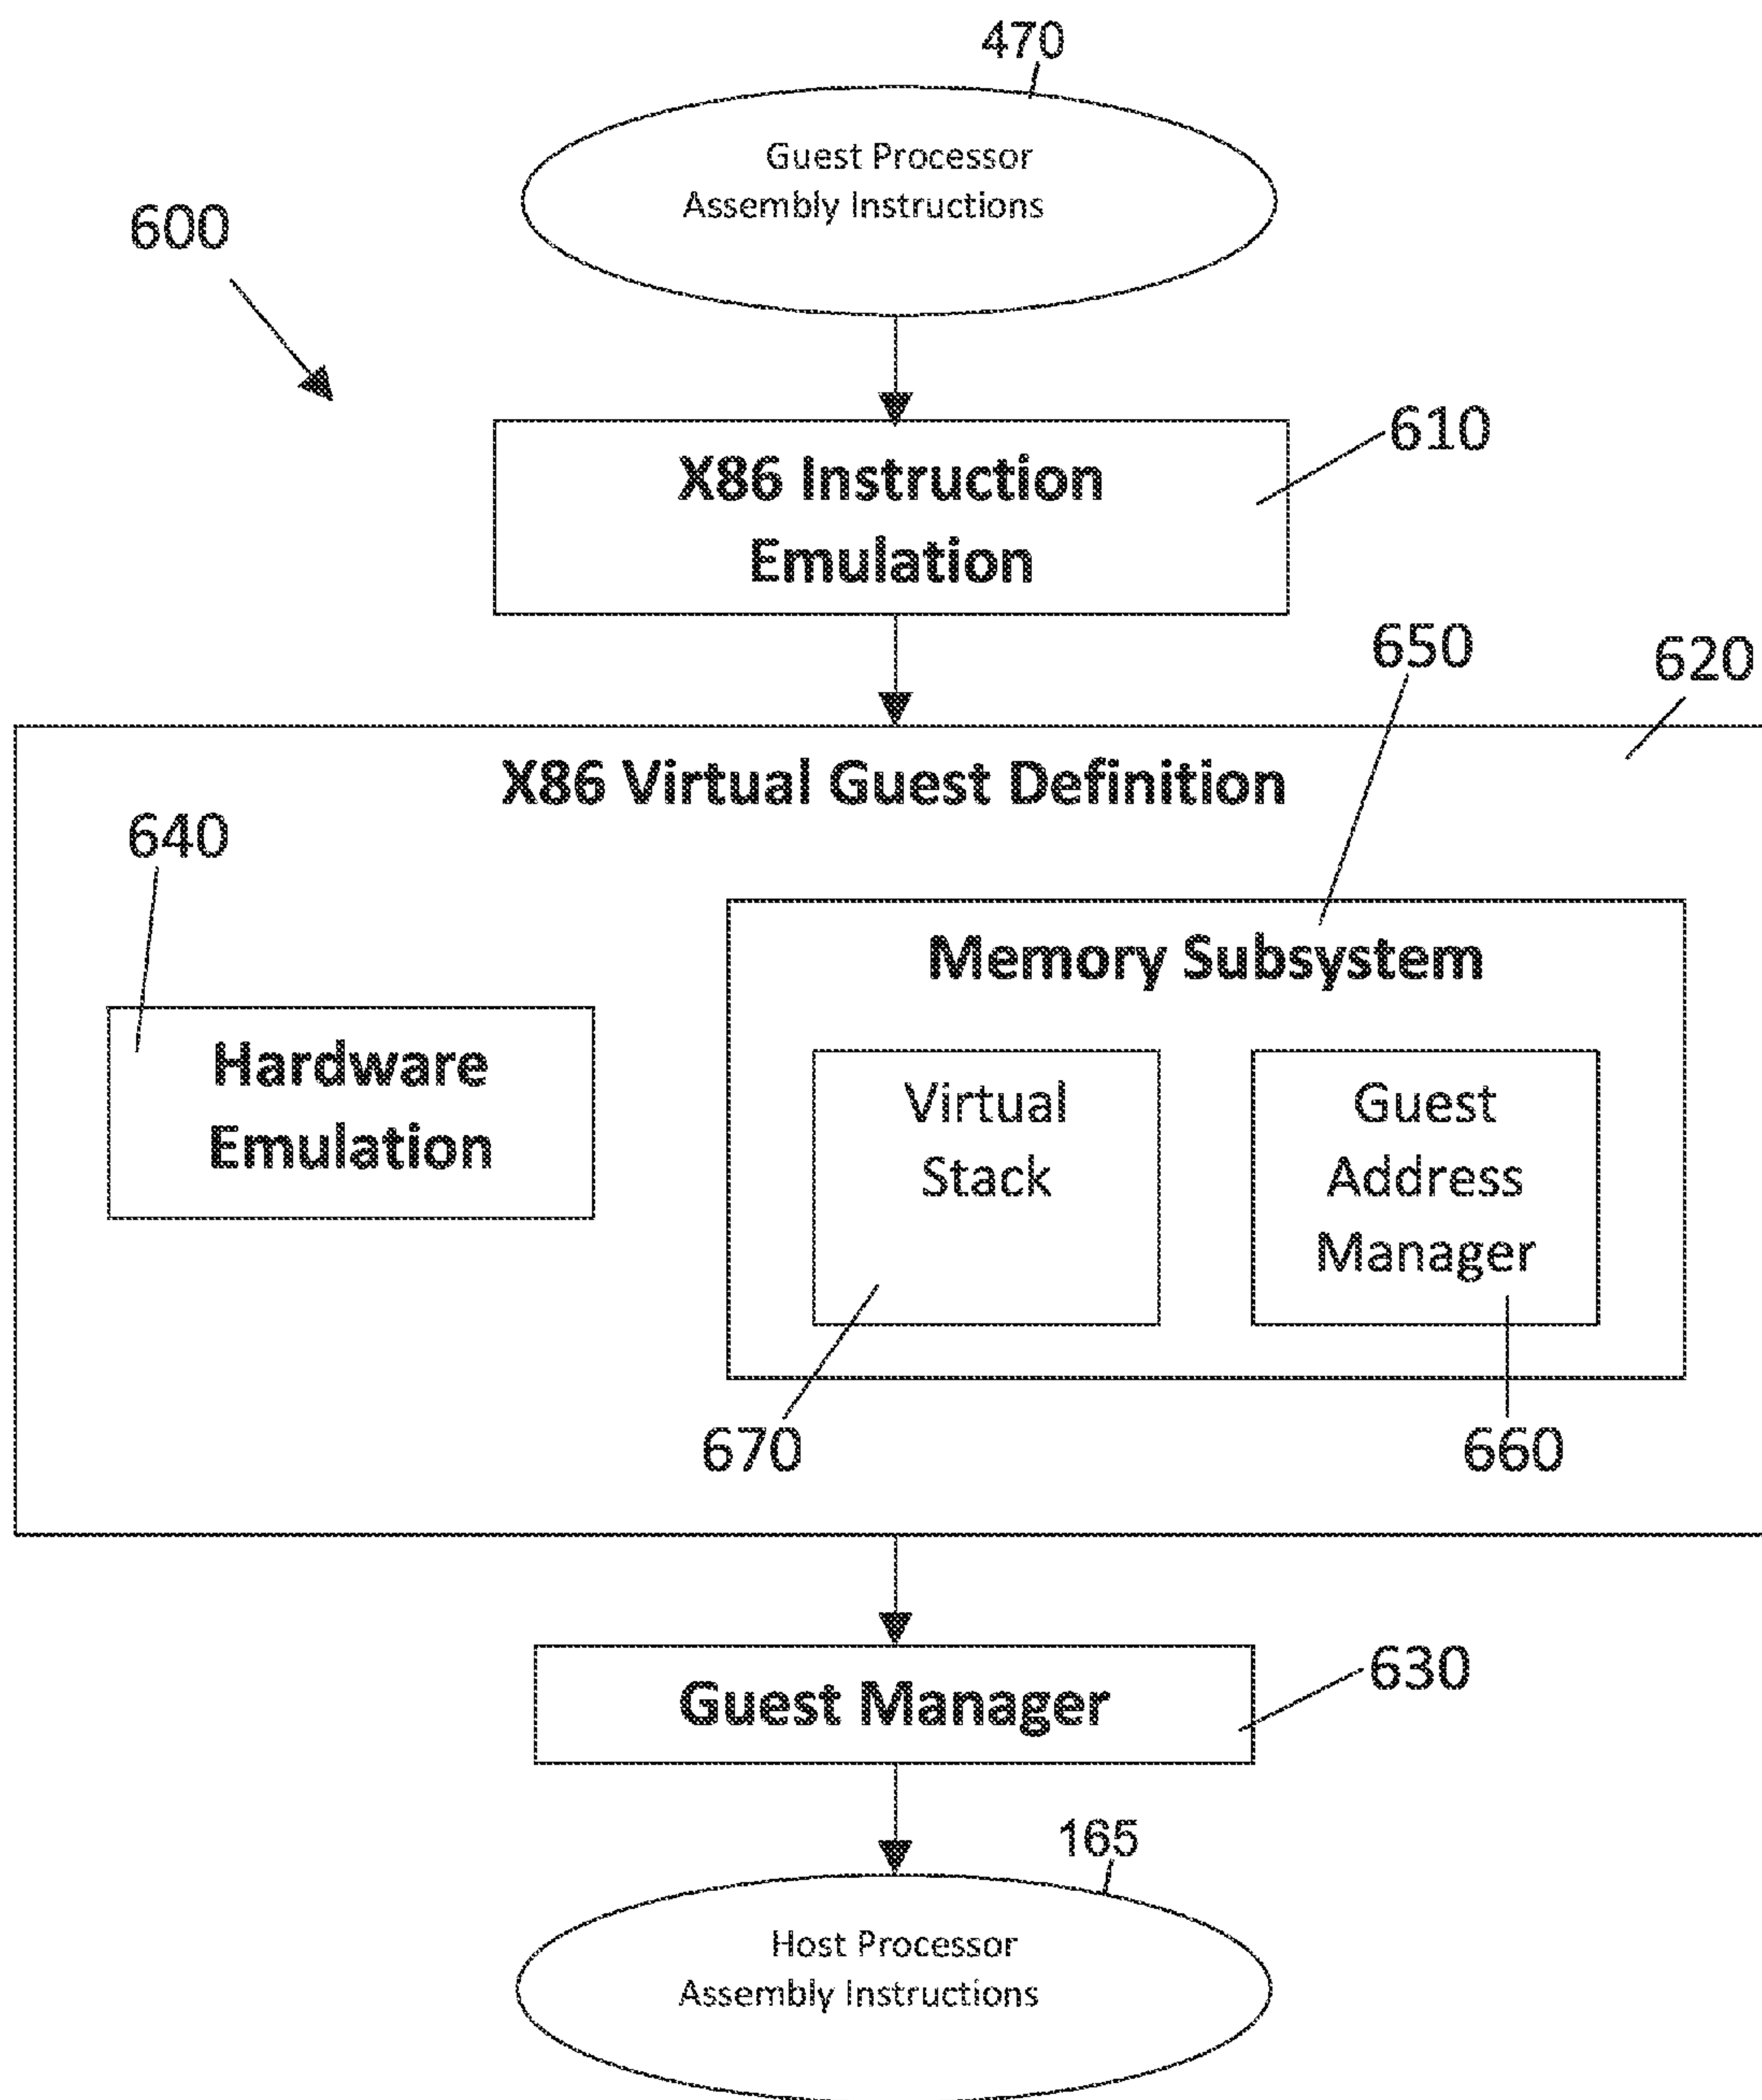 470
Guest Processor
Assembly Instructions
600
610
X86 Instruction
Emulation
650
620
X86 Virtual Guest Definition
640
Memory Subsystem
Hardware
Emulation
Virtual
Stack
Guest
Address
Manager
670
660
630
Guest Manager
165
Host Processor
Assembly Instructions